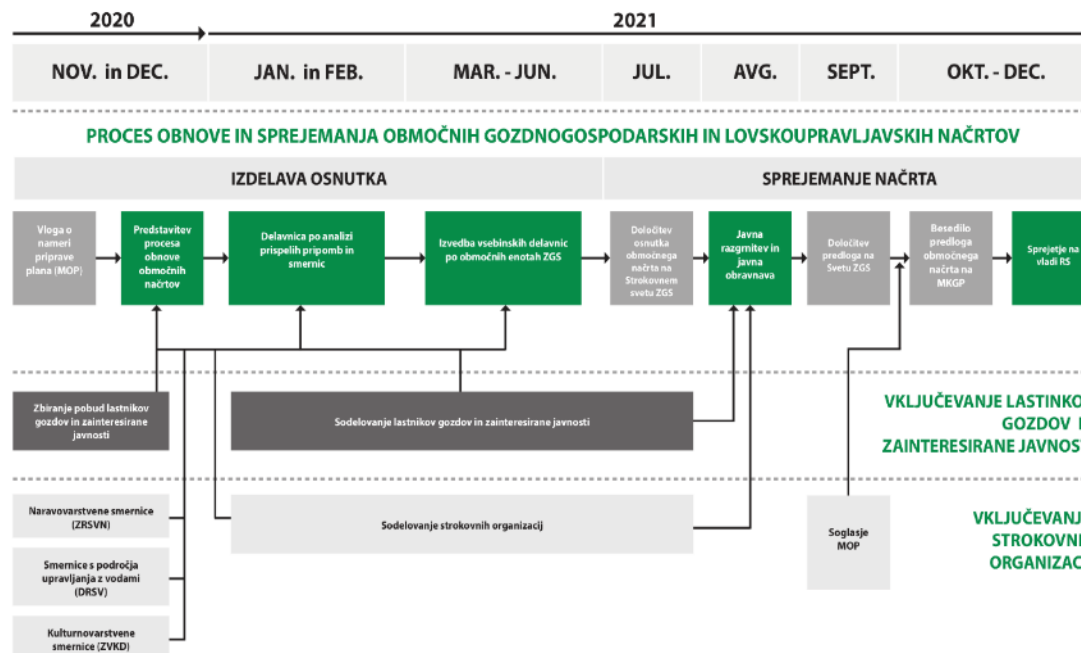 2020
2021
NOV. in DEC.
JAN. in FEB.
MAR. - JUN.
JUL.
AVG.
SEPT.
OKT. - DEC.
PROCES OBNOVE IN SPREJEMANJA OBMOČNIH GOZDNOGOSPODARSKIH IN LOVSKOUPRAVLJAVSKIH NAČRTOV
IZDELAVA OSNUTKA
SPREJEMANJE NAČRTA
Vloga o
nameri
priprave
plana (MOP)
Predstavitev
procesa
obnove
območnih
načrtov
Delavnica po analizi
prispelih pripomb in
smernic
Izvedba vsebinskih delavnic
po območnih enotah ZGS
Določitev
osnutka
območnega
načrta na
Strokovnem
svetu ZGS
Javna
razgrnitev in
javna
obravnava
Določitev
predloga na
Svetu ZGS
Besedilo
predloga
območnega
načrta na
MKGP
Sprejetje na
vladi RS
Zbiranje pobud lastnikov
gozdov in zainteresirane
javnosti
Sodelovanje lastnikov gozdov in zainteresirane javnosti
VKLJUČEVANJE LASTINKO
GOZDOV I
ZAINTERESIRANE JAVNOST
Naravovarstvene smernice
(ZRSVN)
Smernice s področja
upravljanja z vodami
(DRSV)
Kulturnovarstvene
smernice (ZVKD)
Sodelovanje strokovnih organizacij
Soglasje
MOP
VKLJUČEVANJ
STROKOVNI
ORGANIZAC